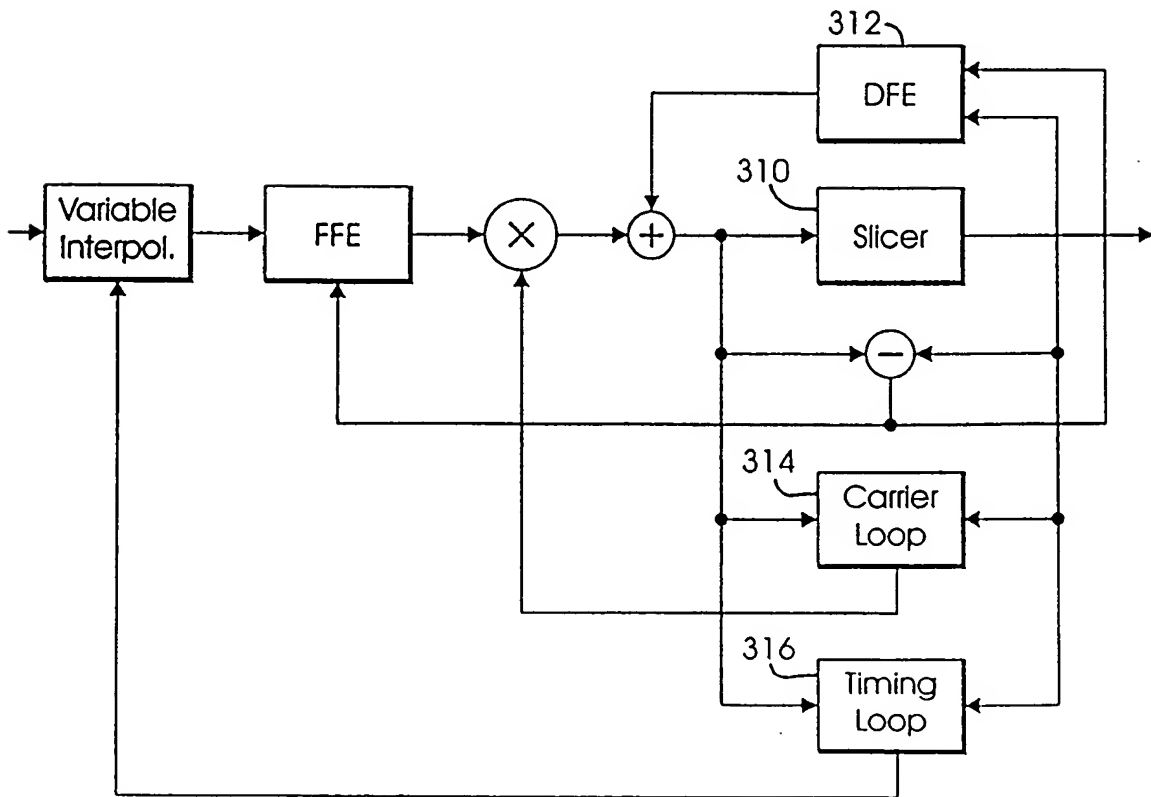 312
DFE
310
Variable
Interpol.
FFE
×
+
Slicer
−
314
Carrier
Loop
316
Timing
Loop